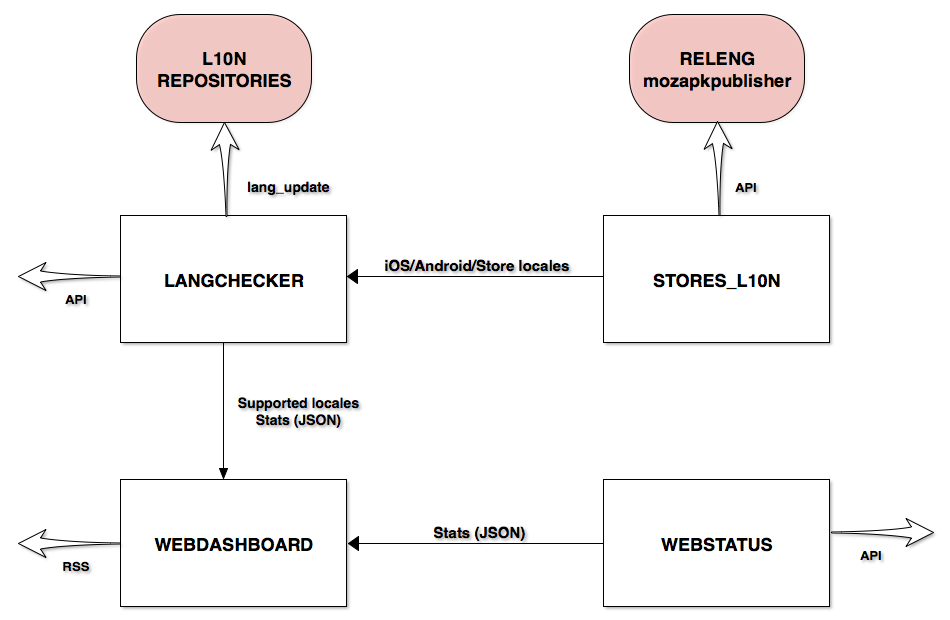 L10N
REPOSITORIES
RELENG
mozapkpublisher
lang_update
API
LANGCHECKER
iOS/Android/Store locales
STORES_L10N
API
Supported locales
Stats (JSON)
WEBDASHBOARD
Stats (JSON)
WEBSTATUS
RSS
API